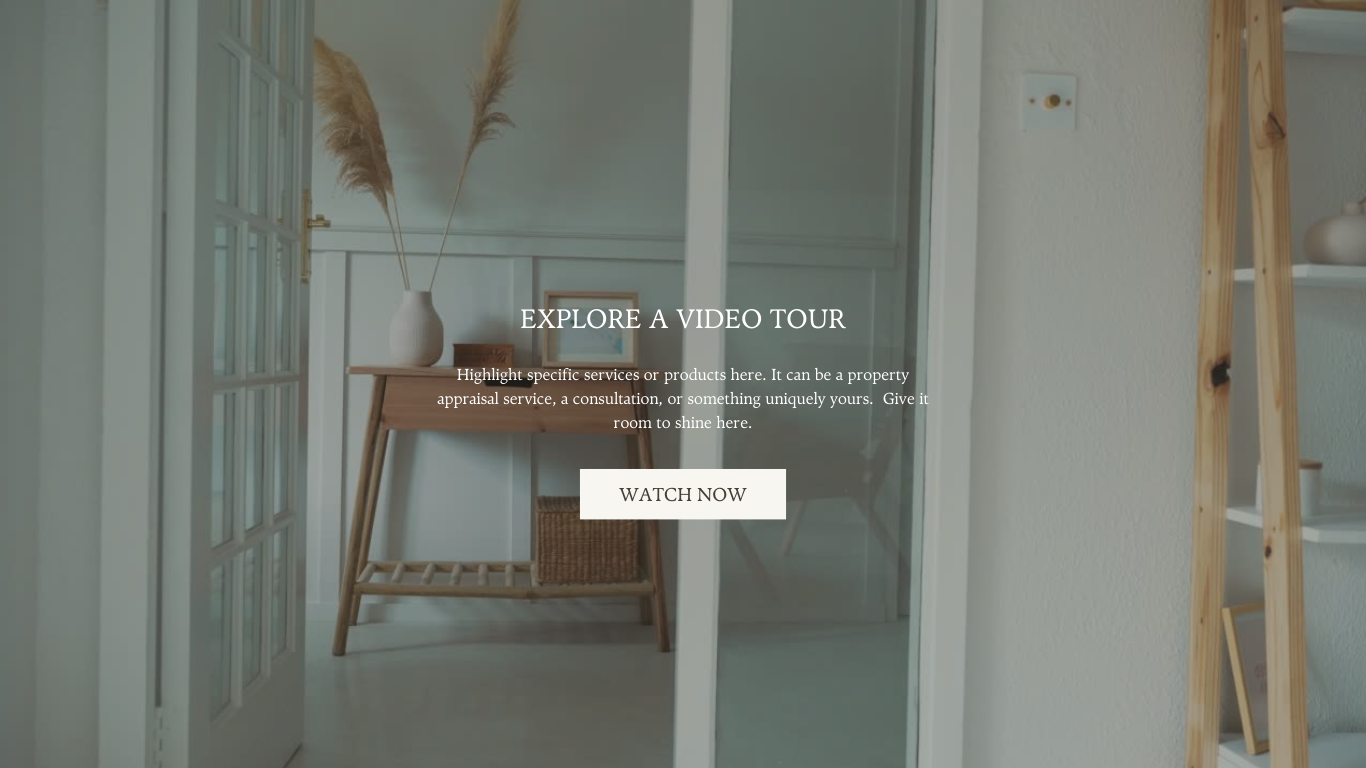 EXPLORE A VIDEO TOUR
Highlight specific services or products here. It can be a property
appraisal service, a consultation, or something uniquely yours.  Give it
room to shine here.
WATCH NOW